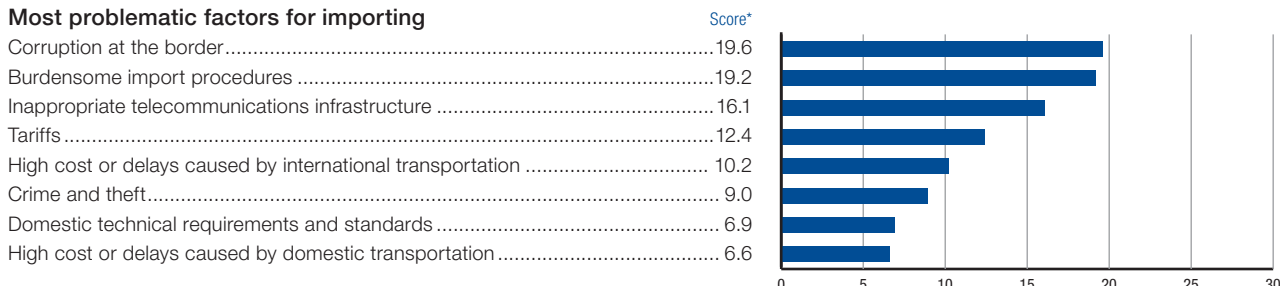 Most problematic factors for importing Score*
Corruption at the border.....19.6
Burdensome import procedures .....19.2
Inappropriate telecommunications infrastructure .....16.1
Tariffs.....12.4
High cost or delays caused by international transportation ..... 10.2
Crime and theft..... 9.0
Domestic technical requirements and standards..... 6.9
High cost or delays caused by domestic transportation..... 6.6
0 5 10 15 20 25 30